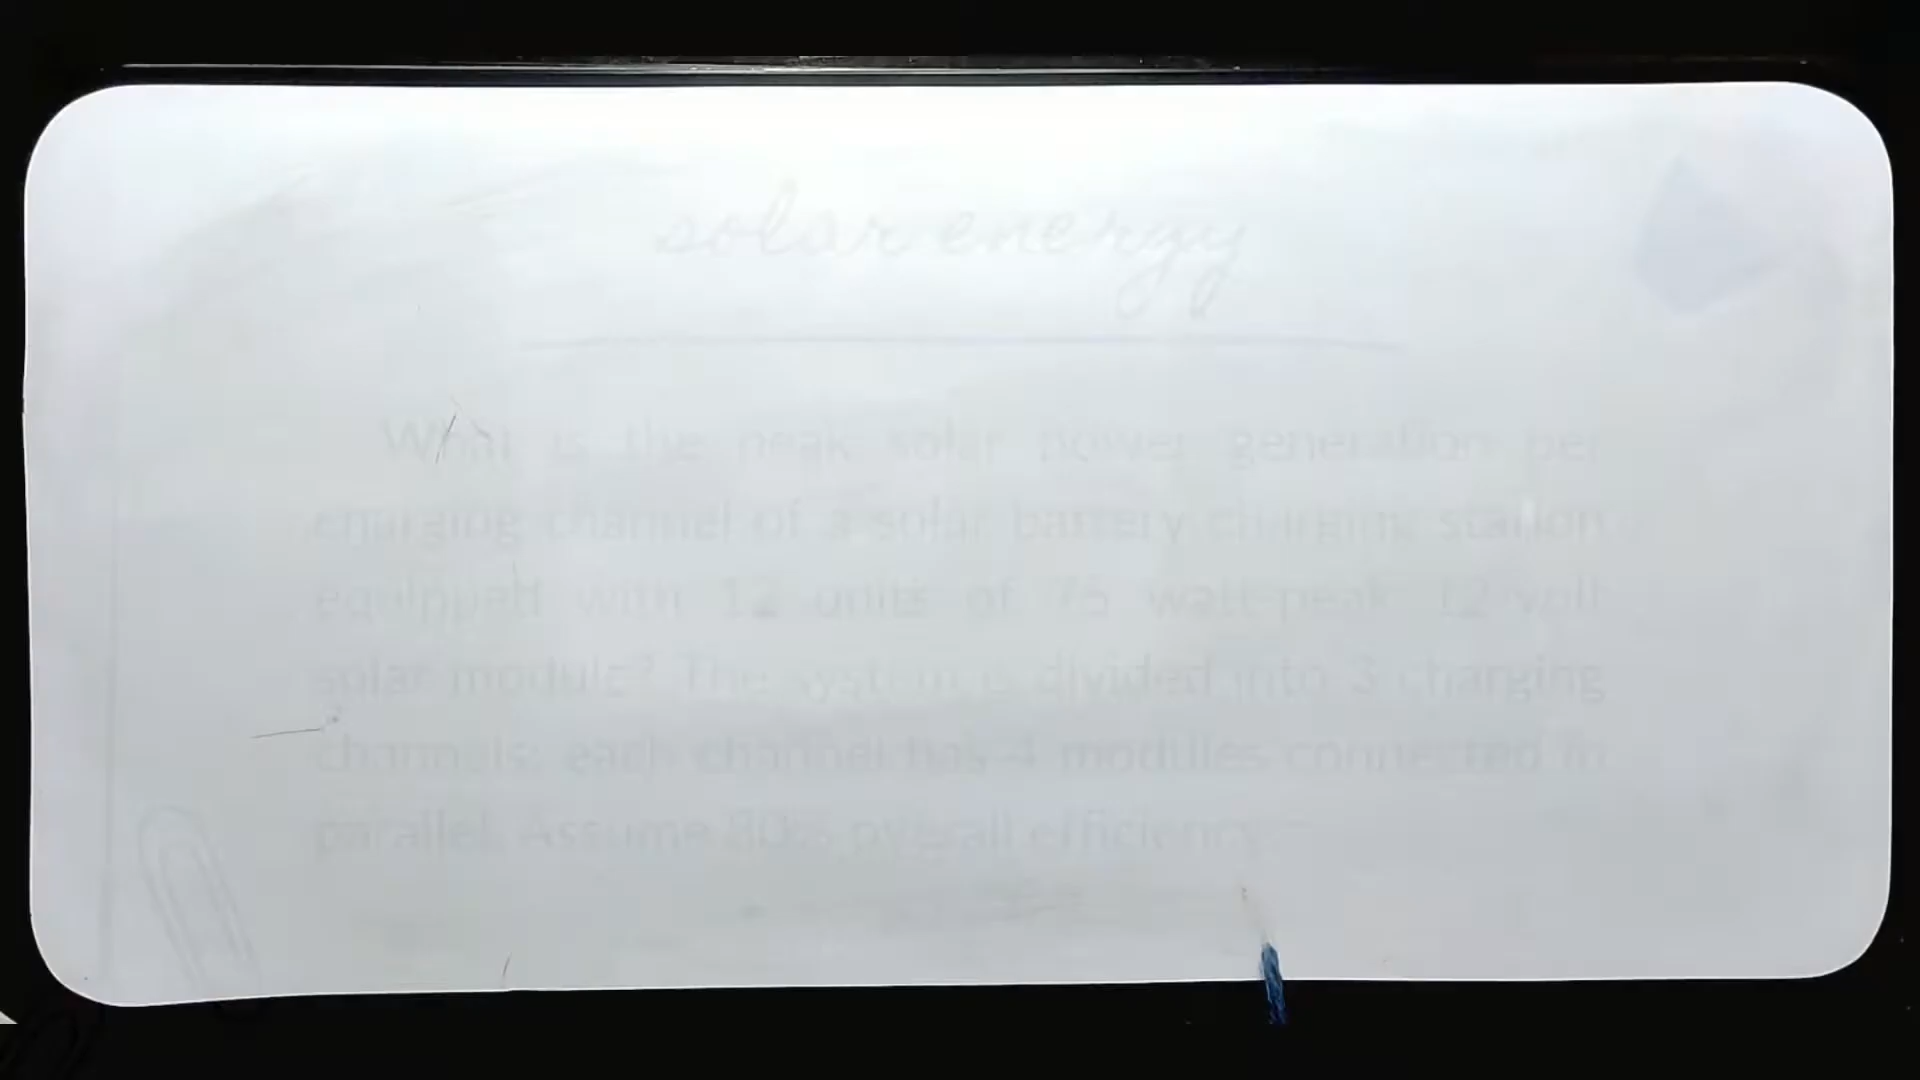 solar energy
What is the peak solar power generation per
charging channel of a solar battery charging station
equipped with 12 units of 75 watt-peak 12 volt
solar module? The system is divided into 3 charging
channels; each channel has 4 modules connected in
parallel. Assume 80% overall efficiency